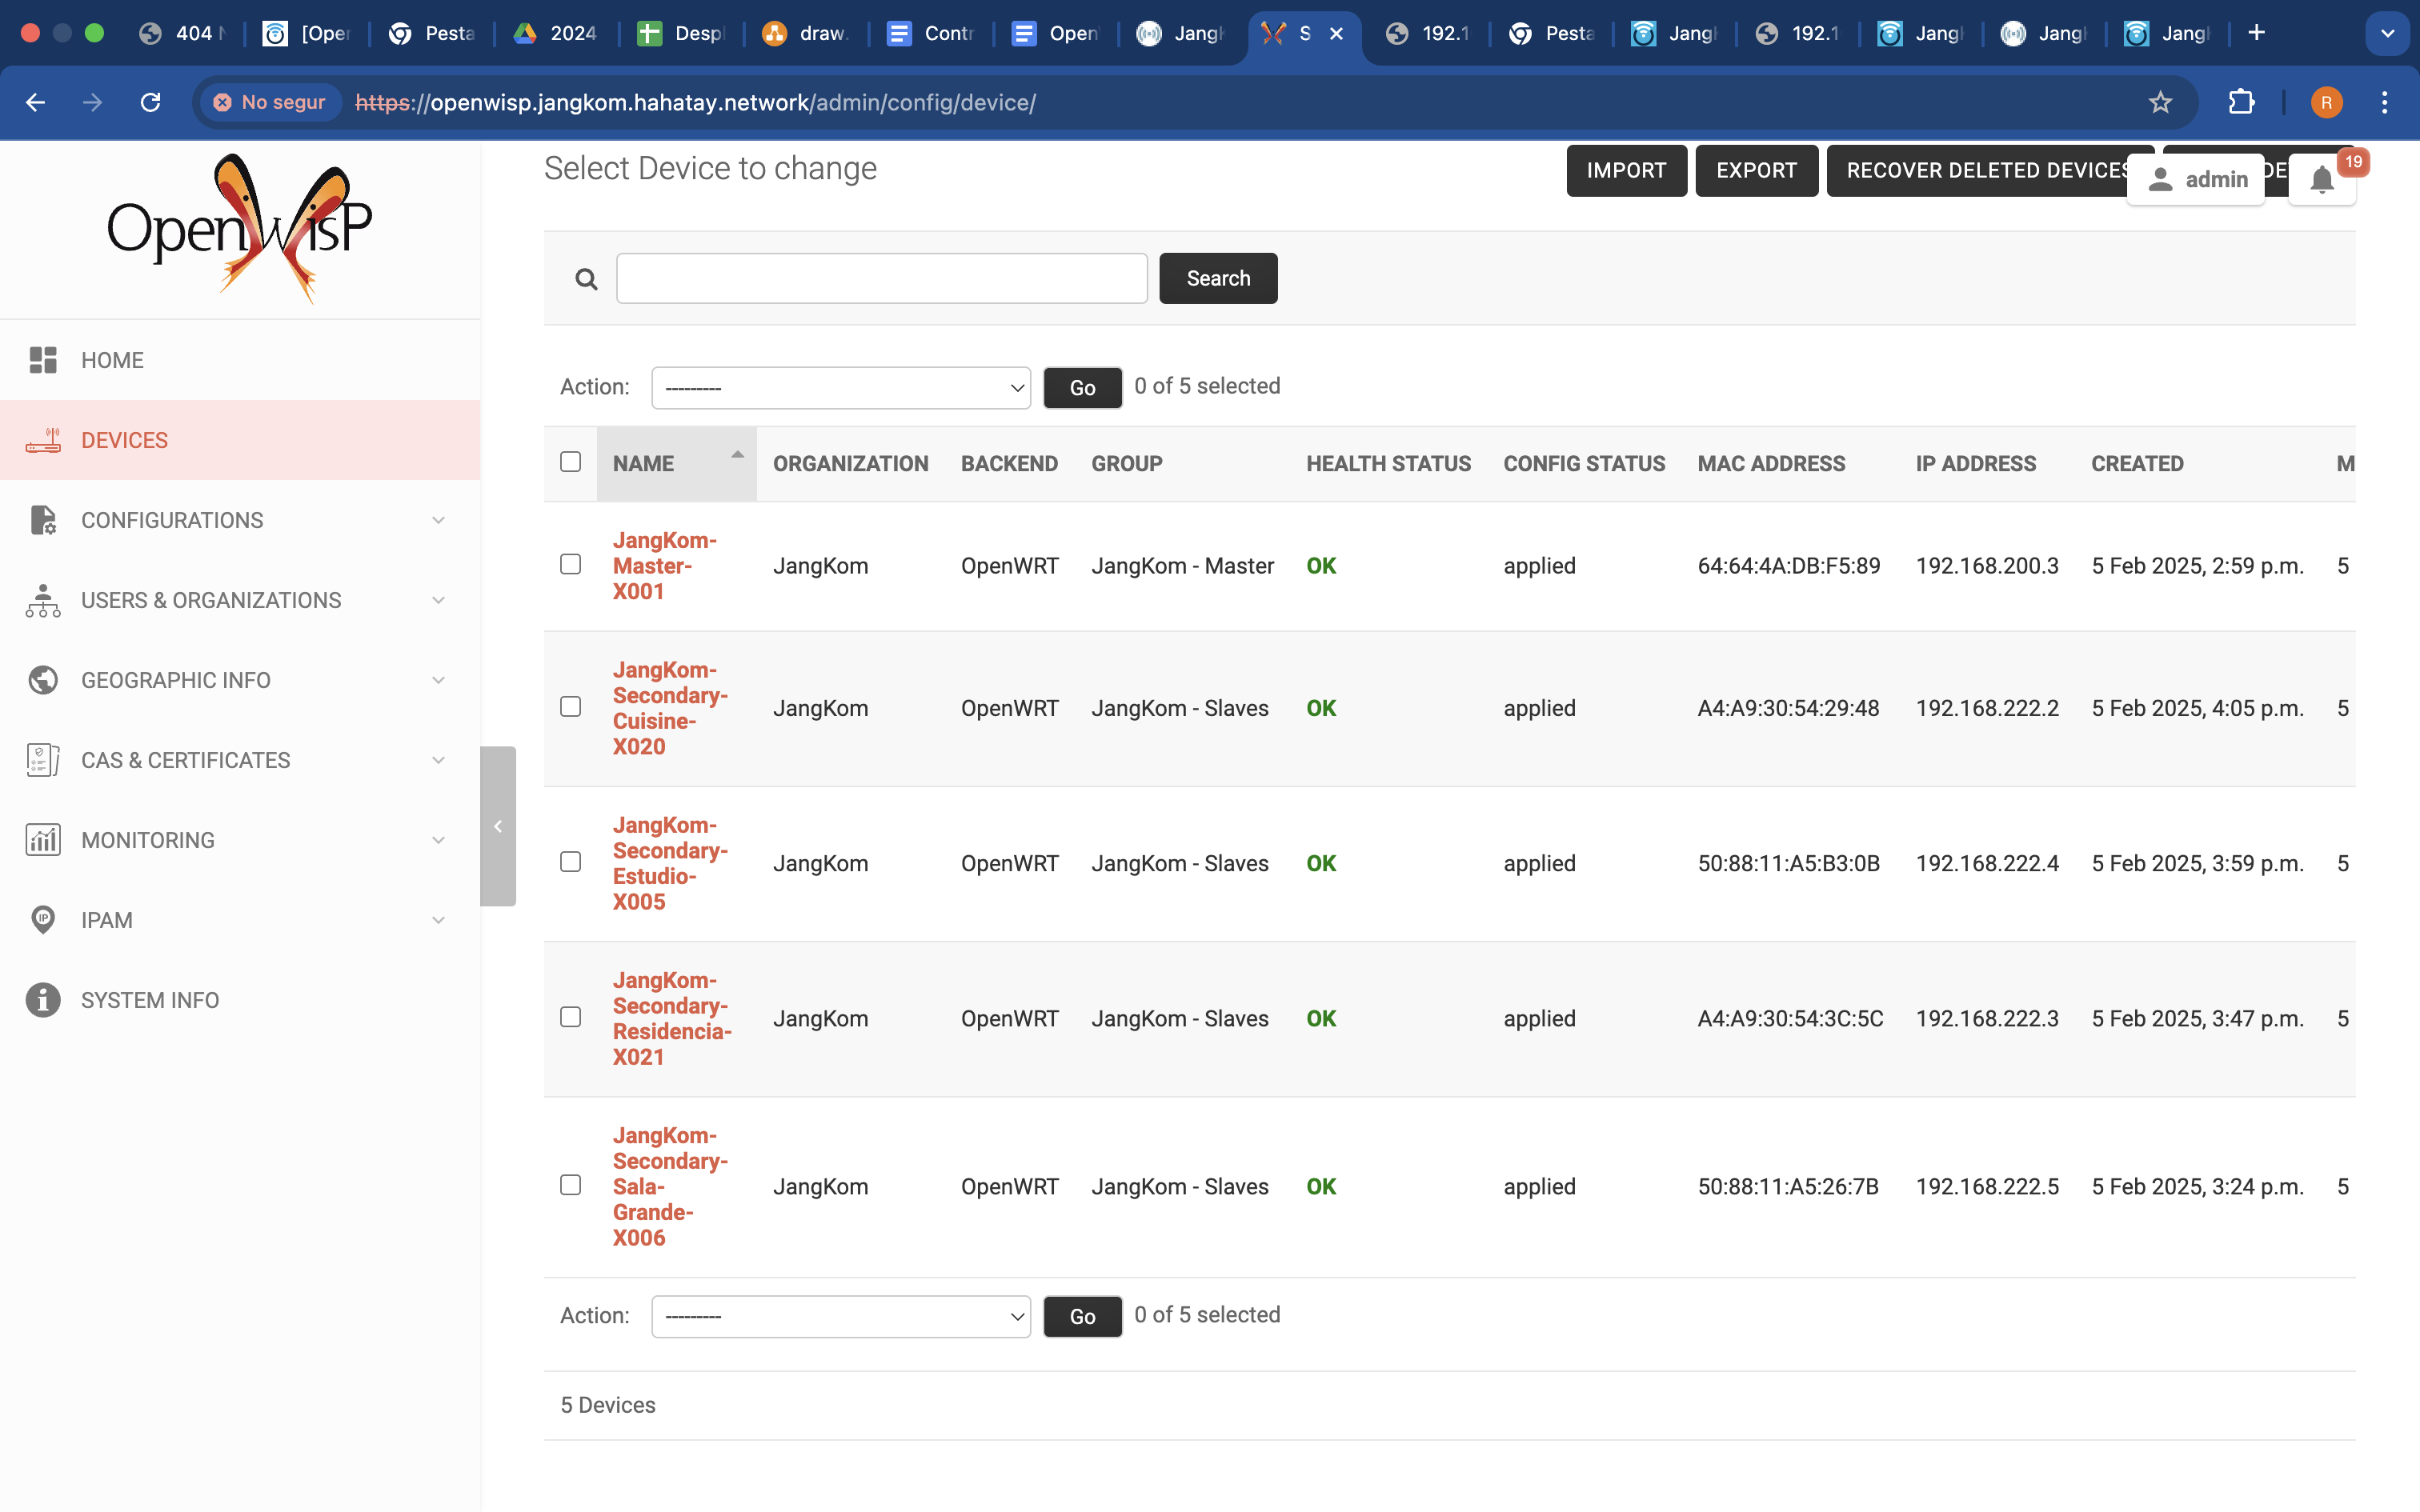 404 N
[Oper
Pesta
2024
Despl
draw.
Contr
Open
Jangk
S
192.1
Pesta
Jangl
192.1
Jangl
Jangl
Jangl
No segur
https://openwisp.jangkom.hahatay.network/admin/config/device/
R
OpenWISP
HOME
DEVICES
CONFIGURATIONS
USERS & ORGANIZATIONS
GEOGRAPHIC INFO
CAS & CERTIFICATES
MONITORING
IPAM
SYSTEM INFO
Select Device to change
IMPORT
EXPORT
RECOVER DELETED DEVICES
admin
19
Search
Action: --------- Go 0 of 5 selected
NAME ORGANIZATION BACKEND GROUP HEALTH STATUS CONFIG STATUS MAC ADDRESS IP ADDRESS CREATED M
JangKom-
Master-
X001
JangKom OpenWRT JangKom - Master OK applied 64:64:4A:DB:F5:89 192.168.200.3 5 Feb 2025, 2:59 p.m. 5
JangKom-
Secondary-
Cuisine-
X020
JangKom OpenWRT JangKom - Slaves OK applied A4:A9:30:54:29:48 192.168.222.2 5 Feb 2025, 4:05 p.m. 5
JangKom-
Secondary-
Estudio-
X005
JangKom OpenWRT JangKom - Slaves OK applied 50:88:11:A5:B3:0B 192.168.222.4 5 Feb 2025, 3:59 p.m. 5
JangKom-
Secondary-
Residencia-
X021
JangKom OpenWRT JangKom - Slaves OK applied A4:A9:30:54:3C:5C 192.168.222.3 5 Feb 2025, 3:47 p.m. 5
JangKom-
Secondary-
Sala-
Grande-
X006
JangKom OpenWRT JangKom - Slaves OK applied 50:88:11:A5:26:7B 192.168.222.5 5 Feb 2025, 3:24 p.m. 5
Action: --------- Go 0 of 5 selected
5 Devices